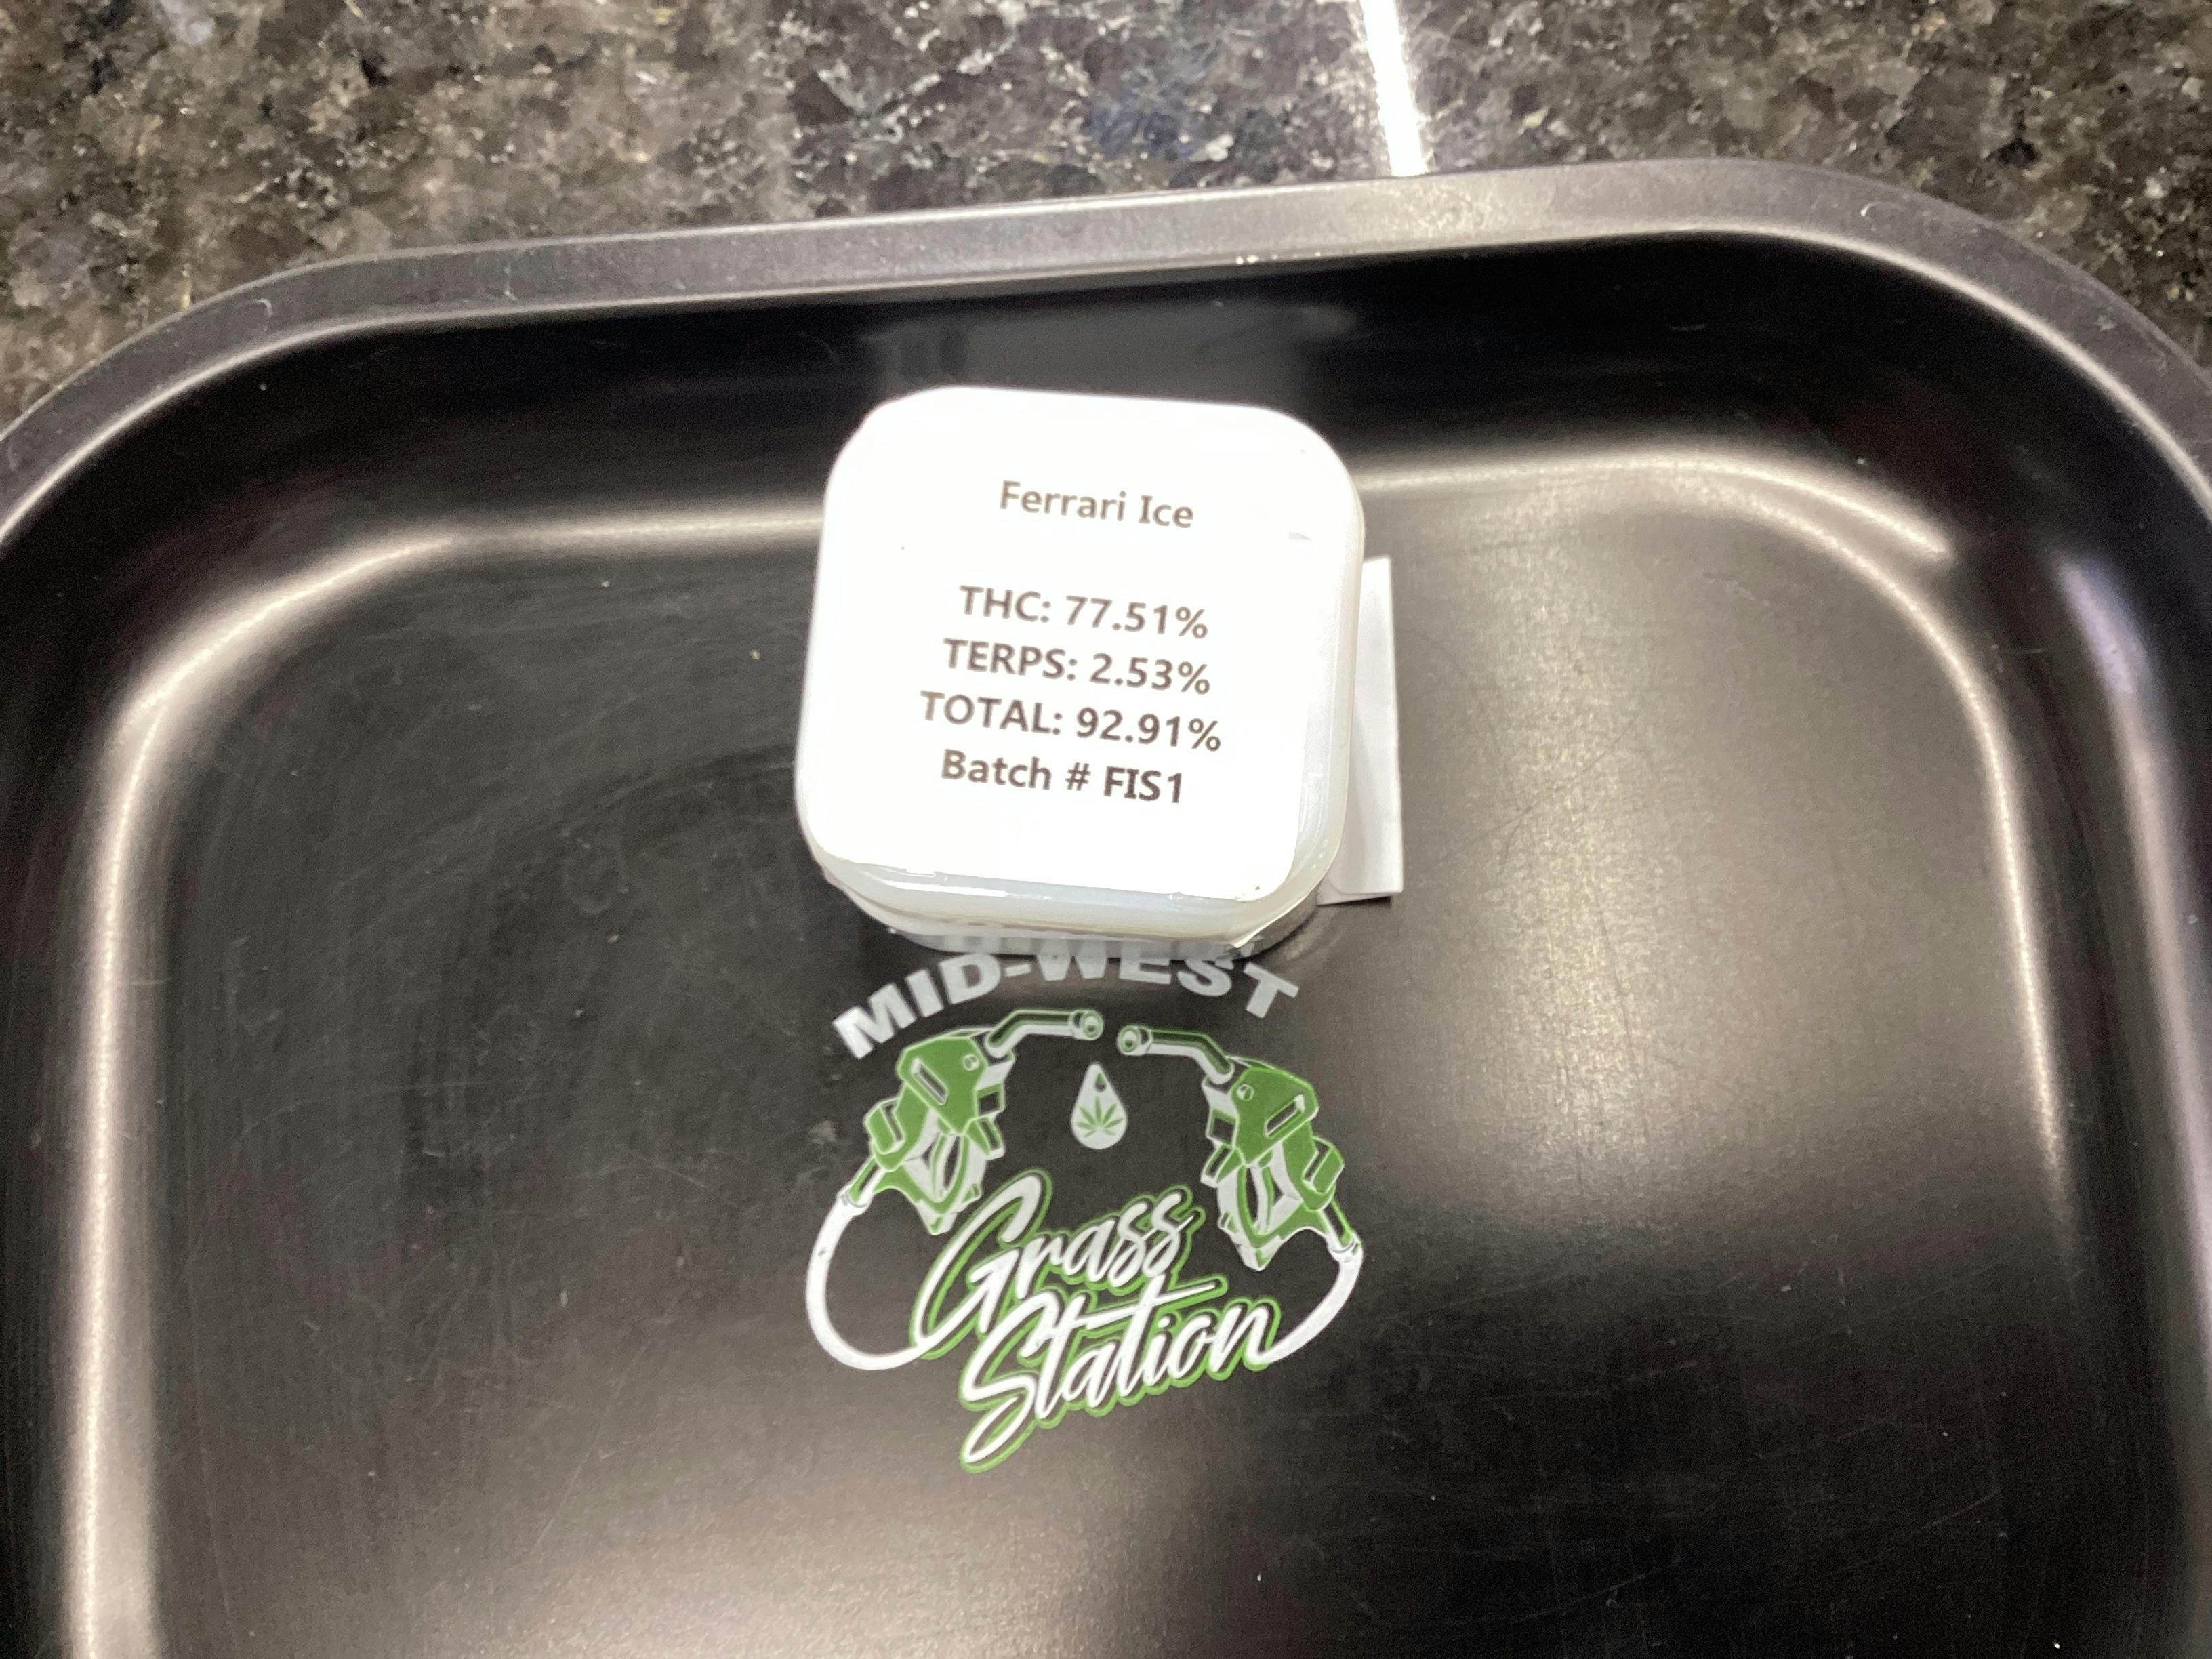 Ferrari Ice
THC: 77.51%
TERPS: 2.53%
TOTAL: 92.91%
Batch # FIS1
MID-WEST
Grass
Station